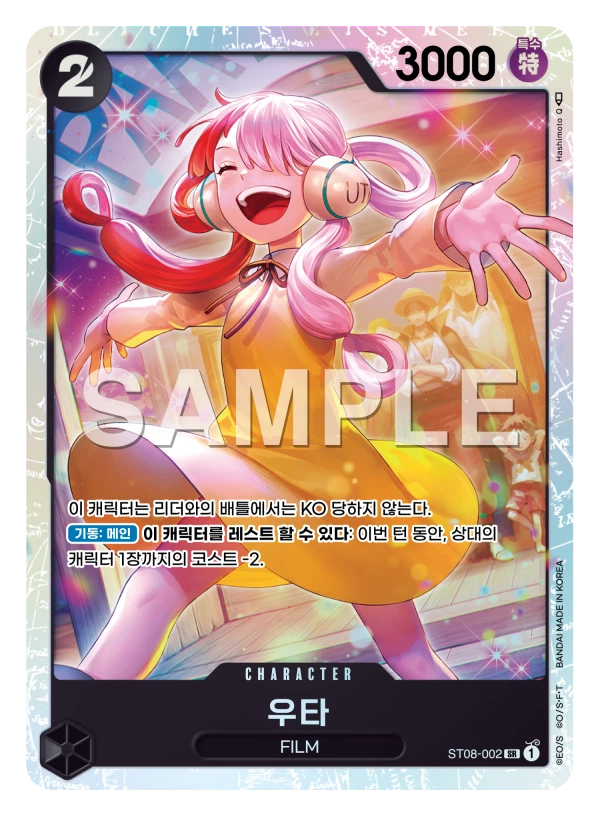 2
3000
특수
特
Hashimoto Q
UT
SAMPLE
이 캐릭터는 리더와의 배틀에서는 KO 당하지 않는다.
기동: 메인 이 캐릭터를 레스트 할 수 있다: 이번 턴 동안, 상대의
캐릭터 1장까지의 코스트 -2.
CHARACTER
우타
FILM
ST08-002 SR 1
©EO/S ©O/S·F·T BANDAI MADE IN KOREA